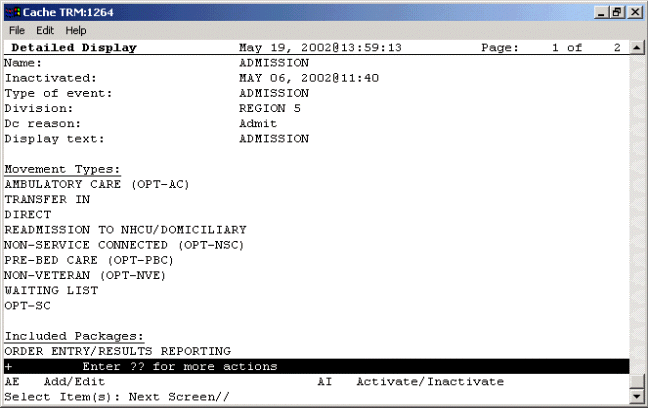 Cache TRM:1264
File Edit Help
Detailed Display May 19, 2002@13:59:13 Page: 1 of 2
Name: ADMISSION
Inactivated: MAY 06, 2002@11:40
Type of event: ADMISSION
Division: REGION 5
Dc reason: Admit
Display text: ADMISSION
Movement Types:
AMBULATORY CARE (OPT-AC)
TRANSFER IN
DIRECT
READMISSION TO NHCU/DOMICILIARY
NON-SERVICE CONNECTED (OPT-NSC)
PRE-BED CARE (OPT-PBC)
NON-VETERAN (OPT-NVE)
WAITING LIST
OPT-SC
Included Packages:
ORDER ENTRY/RESULTS REPORTING
+ Enter ?? for more actions
AE Add/Edit AI Activate/Inactivate
Select Item(s): Next Screen//